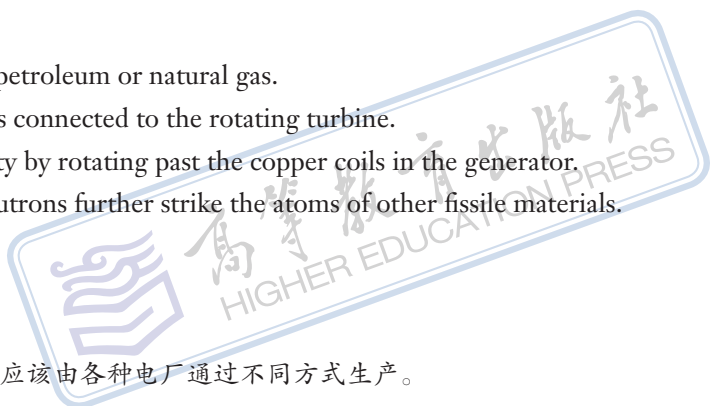 petroleum or natural gas.
s connected to the rotating turbine.
ty by rotating past the copper coils in the generator.
utrons further strike the atoms of other fissile materials.
高等教育出版社
HIGHER EDUCATION PRESS
应该由各种电厂通过不同方式生产。